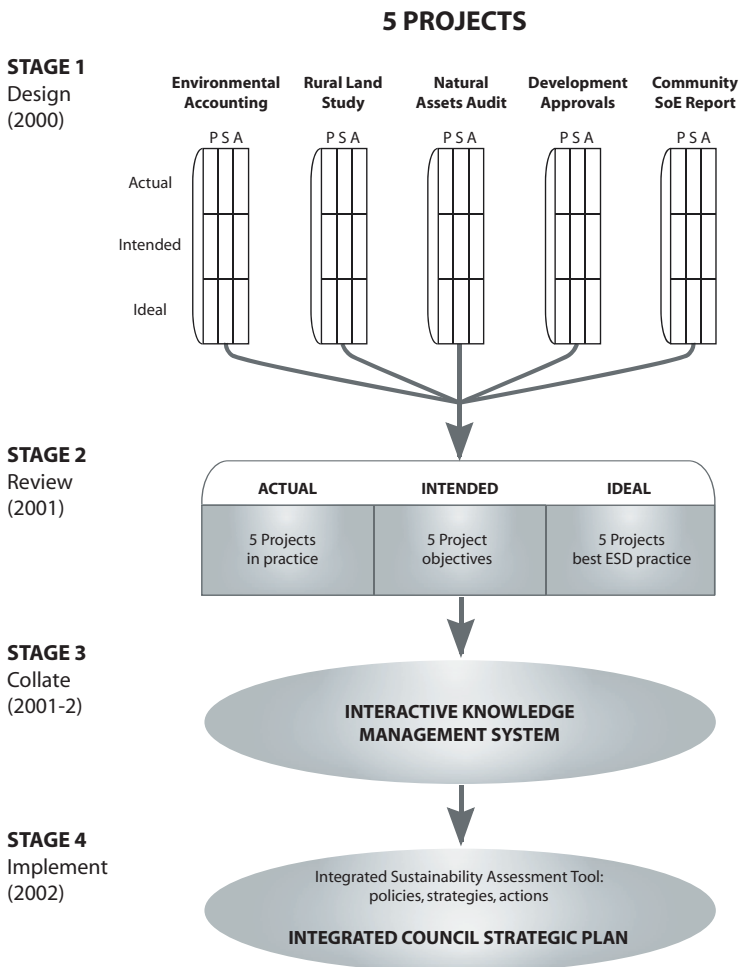 5 PROJECTS
STAGE 1
Design
(2000)
Environmental
Accounting
Rural Land
Study
Natural
Assets Audit
Development
Approvals
Community
SoE Report
P S A
P S A
P S A
P S A
P S A
Actual
Intended
Ideal
STAGE 2
Review
(2001)
ACTUAL
INTENDED
IDEAL
5 Projects
in practice
5 Project
objectives
5 Projects
best ESD practice
STAGE 3
Collate
(2001-2)
INTERACTIVE KNOWLEDGE
MANAGEMENT SYSTEM
STAGE 4
Implement
(2002)
Integrated Sustainability Assessment Tool:
policies, strategies, actions
INTEGRATED COUNCIL STRATEGIC PLAN